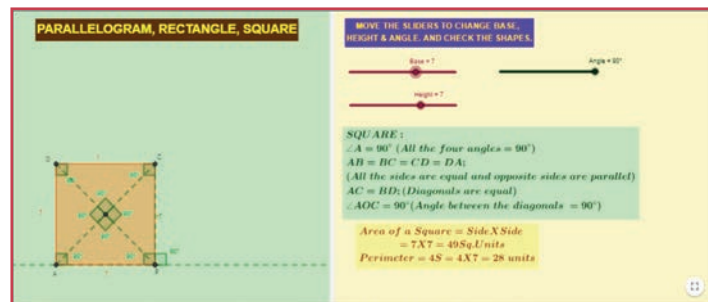 PARALLELOGRAM, RECTANGLE, SQUARE
MOVE THE SLIDERS TO CHANGE BASE,
HEIGHT & ANGLE. AND CHECK THE SHAPES.
Base = 7
Angle = 90°
Height = 7
SQUARE :
∠A = 90° (All the four angles = 90°)
AB = BC = CD = DA;
(All the sides are equal and opposite sides are parallel)
AC = BD; (Diagonals are equal)
∠AOC = 90°(Angle between the diagonals = 90°)
Area of a Square = SideXSide
= 7X7 = 49Sq.Units
Perimeter = 4S = 4X7 = 28 units